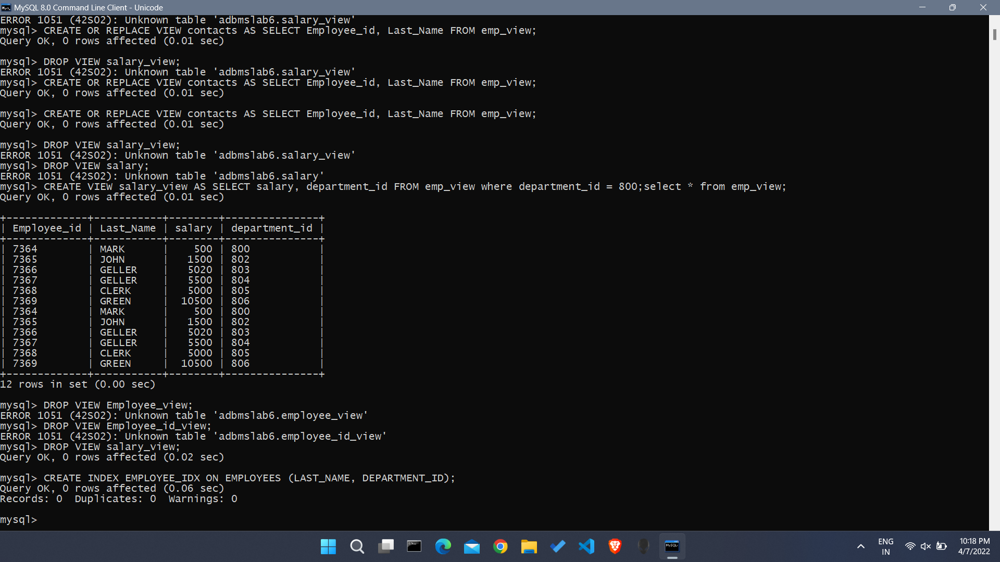 MySQL 8.0 Command Line Client - Unicode
ERROR 1051 (42S02): Unknown table 'adbmslab6.salary_view'
mysql> CREATE OR REPLACE VIEW contacts AS SELECT Employee_id, Last_Name FROM emp_view;
Query OK, 0 rows affected (0.01 sec)

mysql> DROP VIEW salary_view;
ERROR 1051 (42S02): Unknown table 'adbmslab6.salary_view'
mysql> CREATE OR REPLACE VIEW contacts AS SELECT Employee_id, Last_Name FROM emp_view;
Query OK, 0 rows affected (0.01 sec)

mysql> CREATE OR REPLACE VIEW contacts AS SELECT Employee_id, Last_Name FROM emp_view;
Query OK, 0 rows affected (0.01 sec)

mysql> DROP VIEW salary_view;
ERROR 1051 (42S02): Unknown table 'adbmslab6.salary_view'
mysql> DROP VIEW salary;
ERROR 1051 (42S02): Unknown table 'adbmslab6.salary'
mysql> CREATE VIEW salary_view AS SELECT salary, department_id FROM emp_view where department_id = 800;select * from emp_view;
Query OK, 0 rows affected (0.01 sec)

+-------------+-----------+--------+---------------+
| Employee_id | Last_Name | salary | department_id |
+-------------+-----------+--------+---------------+
| 7364        | MARK      |    500 | 800           |
| 7365        | JOHN      |   1500 | 802           |
| 7366        | GELLER    |   5020 | 803           |
| 7367        | GELLER    |   5500 | 804           |
| 7368        | CLERK     |   5000 | 805           |
| 7369        | GREEN     |  10500 | 806           |
| 7364        | MARK      |    500 | 800           |
| 7365        | JOHN      |   1500 | 802           |
| 7366        | GELLER    |   5020 | 803           |
| 7367        | GELLER    |   5500 | 804           |
| 7368        | CLERK     |   5000 | 805           |
| 7369        | GREEN     |  10500 | 806           |
+-------------+-----------+--------+---------------+
12 rows in set (0.00 sec)

mysql> DROP VIEW Employee_view;
ERROR 1051 (42S02): Unknown table 'adbmslab6.employee_view'
mysql> DROP VIEW Employee_id_view;
ERROR 1051 (42S02): Unknown table 'adbmslab6.employee_id_view'
mysql> DROP VIEW salary_view;
Query OK, 0 rows affected (0.02 sec)

mysql> CREATE INDEX EMPLOYEE_IDX ON EMPLOYEES (LAST_NAME, DEPARTMENT_ID);
Query OK, 0 rows affected (0.06 sec)
Records: 0  Duplicates: 0  Warnings: 0

mysql>
ENG
IN
10:18 PM
4/7/2022